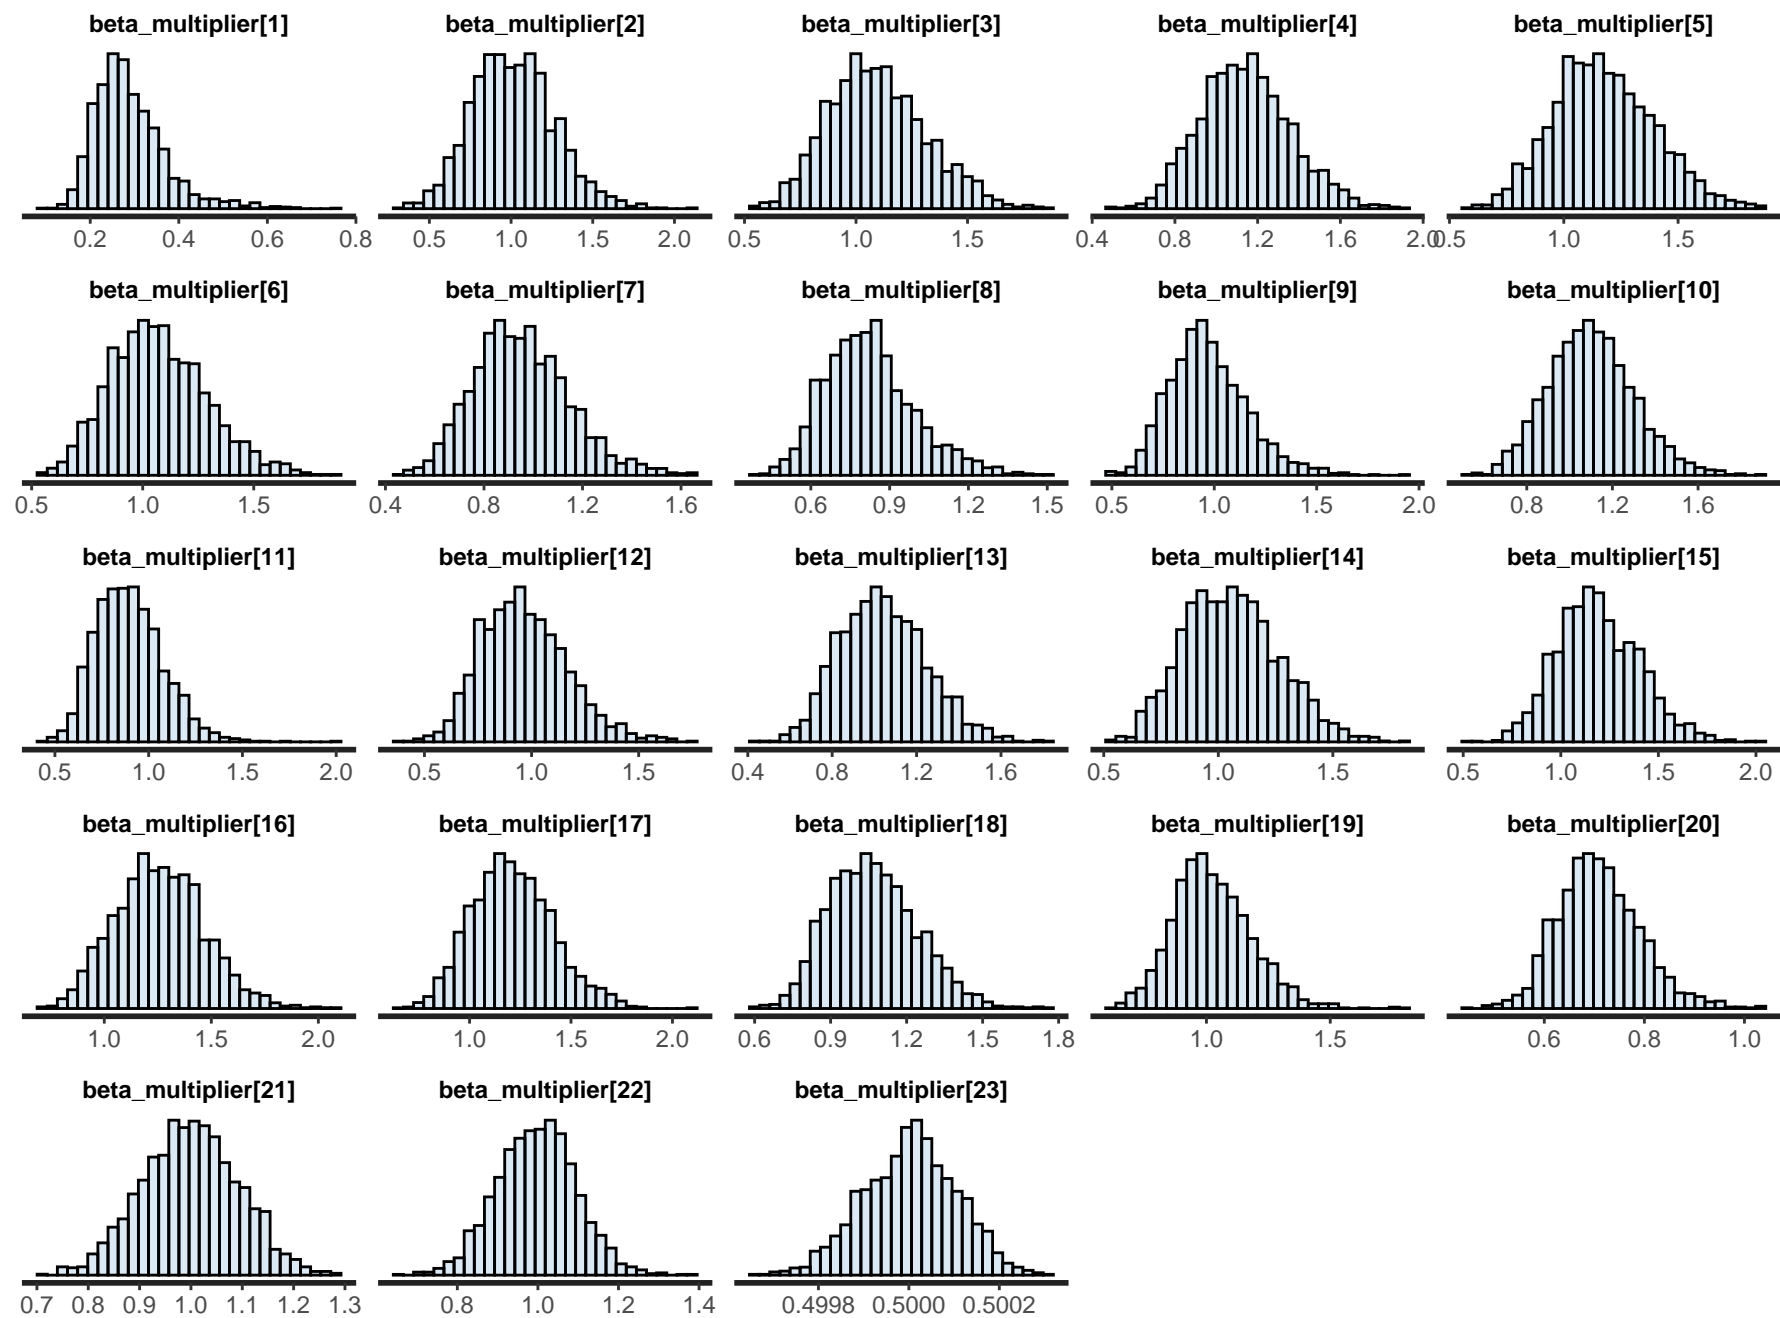 beta_multiplier[1] beta_multiplier[2] beta_multiplier[3] beta_multiplier[4] beta_multiplier[5]
0.2 0.4 0.6 0.8 0.5 1.0 1.5 2.0 0.5 1.0 1.5 0.4 0.8 1.2 1.6 2.0 0.5 1.0 1.5
beta_multiplier[6] beta_multiplier[7] beta_multiplier[8] beta_multiplier[9] beta_multiplier[10]
0.5 1.0 1.5 0.4 0.8 1.2 1.6 0.6 0.9 1.2 1.5 0.5 1.0 1.5 2.0 0.8 1.2 1.6
beta_multiplier[11] beta_multiplier[12] beta_multiplier[13] beta_multiplier[14] beta_multiplier[15]
0.5 1.0 1.5 2.0 0.5 1.0 1.5 0.4 0.8 1.2 1.6 0.5 1.0 1.5 0.5 1.0 1.5 2.0
beta_multiplier[16] beta_multiplier[17] beta_multiplier[18] beta_multiplier[19] beta_multiplier[20]
1.0 1.5 2.0 1.0 1.5 2.0 0.6 0.9 1.2 1.5 1.8 1.0 1.5 0.6 0.8 1.0
beta_multiplier[21] beta_multiplier[22] beta_multiplier[23]
0.7 0.8 0.9 1.0 1.1 1.2 1.3 0.8 1.0 1.2 1.4 0.4998 0.5000 0.5002